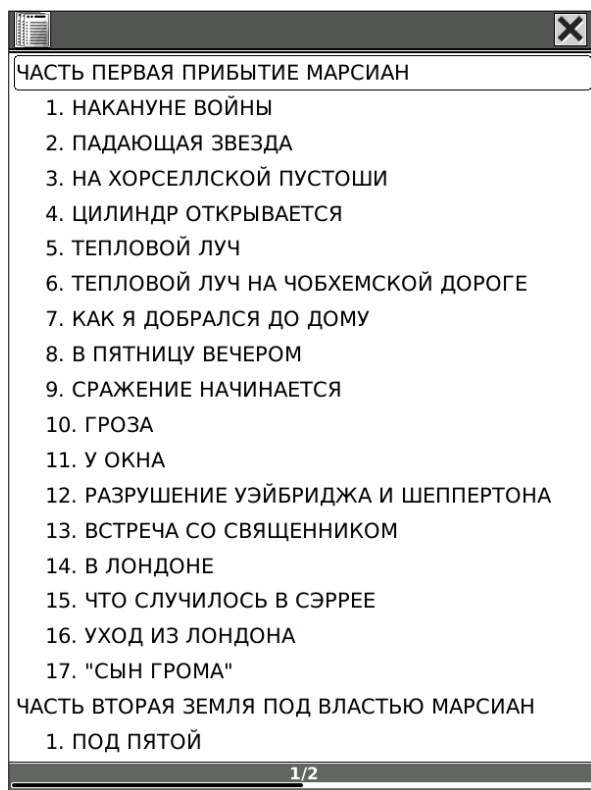 ЧАСТЬ ПЕРВАЯ ПРИБЫТИЕ МАРСИАН
1. НАКАНУНЕ ВОЙНЫ
2. ПАДАЮЩАЯ ЗВЕЗДА
3. НА ХОРСЕЛЛСКОЙ ПУСТОШИ
4. ЦИЛИНДР ОТКРЫВАЕТСЯ
5. ТЕПЛОВОЙ ЛУЧ
6. ТЕПЛОВОЙ ЛУЧ НА ЧОБХЕМСКОЙ ДОРОГЕ
7. КАК Я ДОБРАЛСЯ ДО ДОМУ
8. В ПЯТНИЦУ ВЕЧЕРОМ
9. СРАЖЕНИЕ НАЧИНАЕТСЯ
10. ГРОЗА
11. У ОКНА
12. РАЗРУШЕНИЕ УЭЙБРИДЖА И ШЕППЕРТОНА
13. ВСТРЕЧА СО СВЯЩЕННИКОМ
14. В ЛОНДОНЕ
15. ЧТО СЛУЧИЛОСЬ В СЭРРЕЕ
16. УХОД ИЗ ЛОНДОНА
17. "СЫН ГРОМА"
ЧАСТЬ ВТОРАЯ ЗЕМЛЯ ПОД ВЛАСТЬЮ МАРСИАН
1. ПОД ПЯТОЙ
1/2